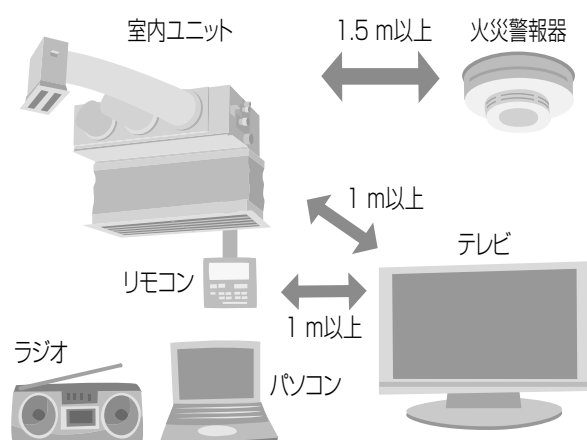 室内ユニット
1.5 m以上
火災警報器
1 m以上
テレビ
リモコン
1 m以上
ラジオ
パソコン